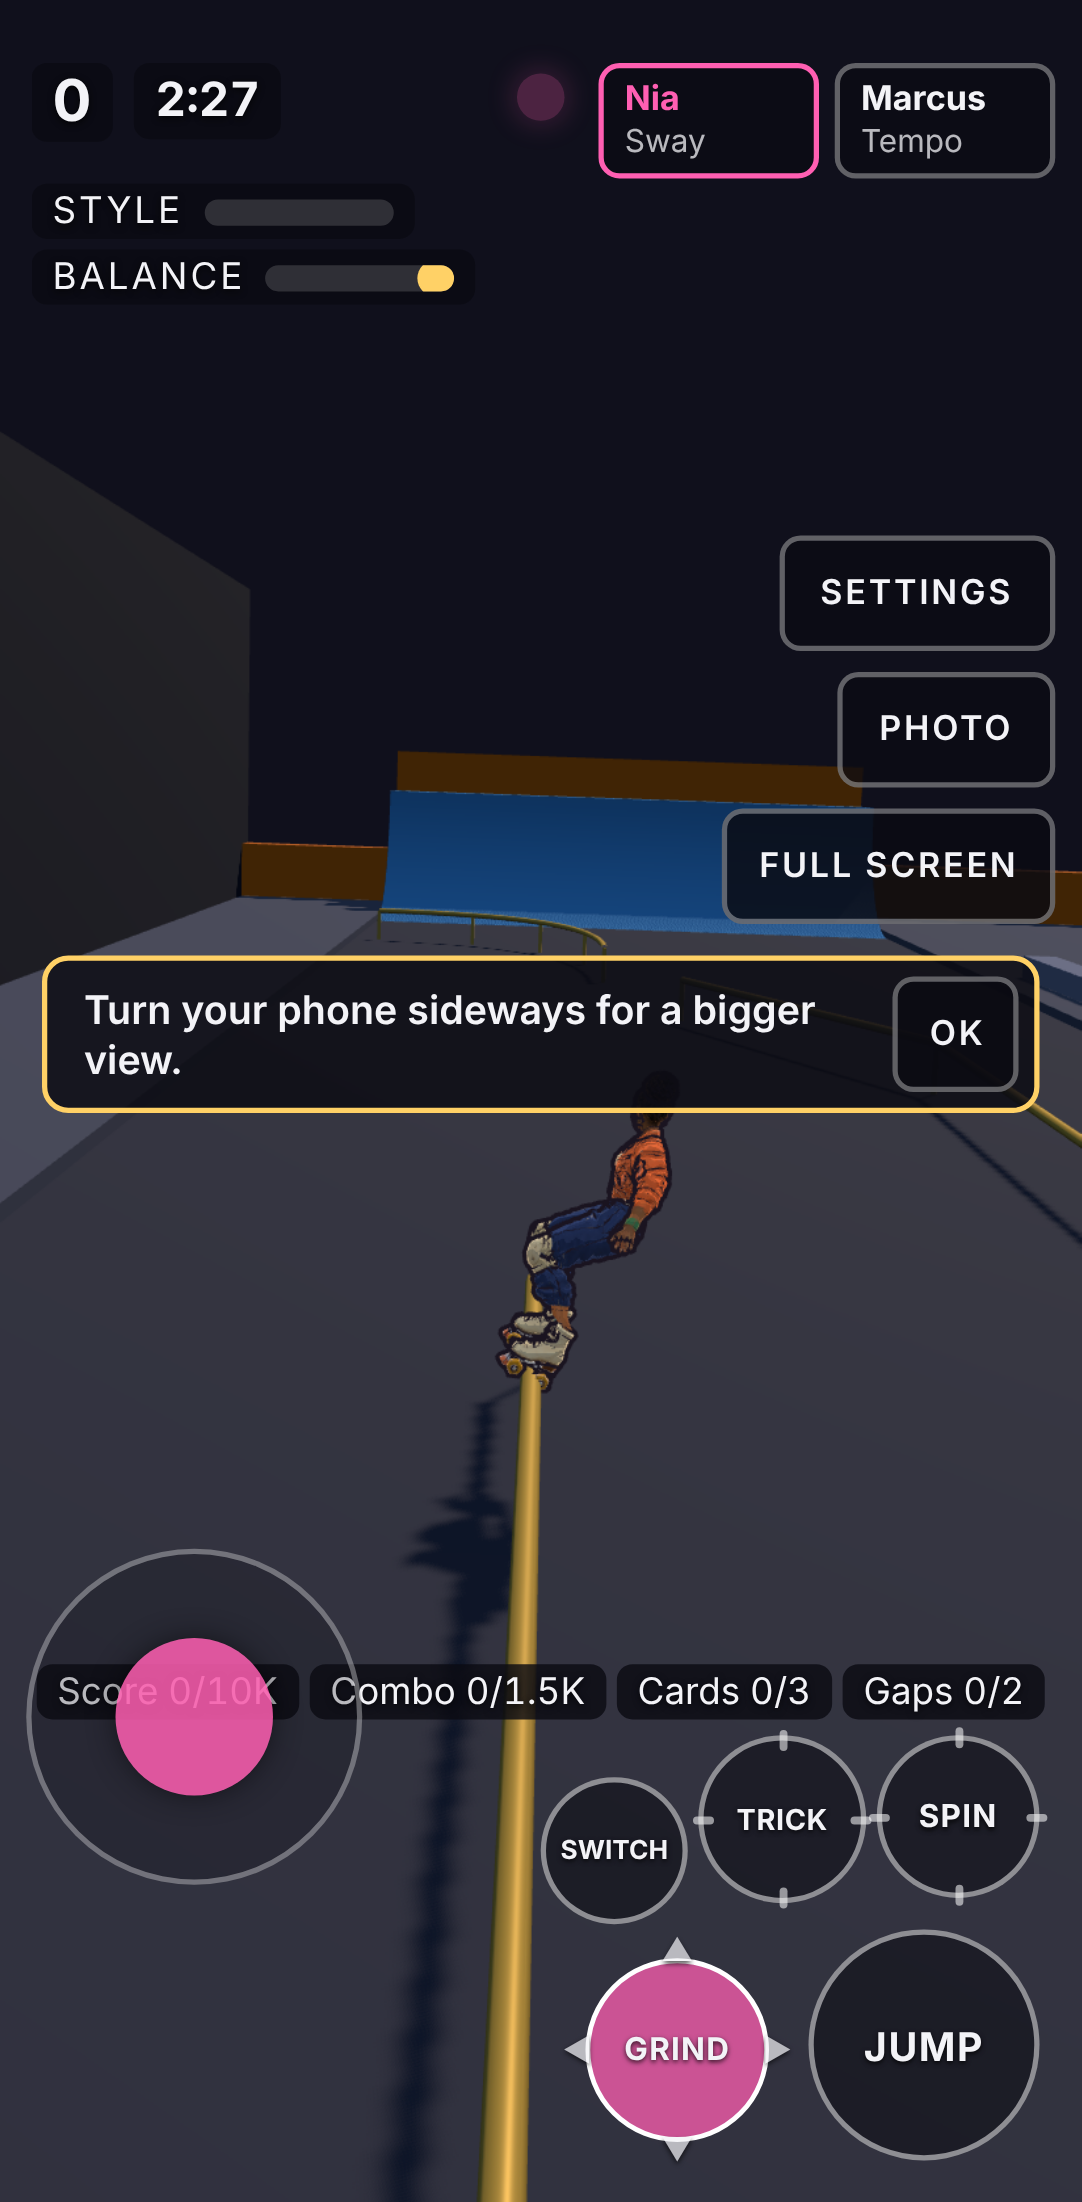 0
2:27
Nia
Sway
Marcus
Tempo
STYLE
BALANCE
SETTINGS
PHOTO
FULL SCREEN
Turn your phone sideways for a bigger
view.
OK
Score 0/10K
Combo 0/1.5K
Cards 0/3
Gaps 0/2
SWITCH
TRICK
SPIN
GRIND
JUMP